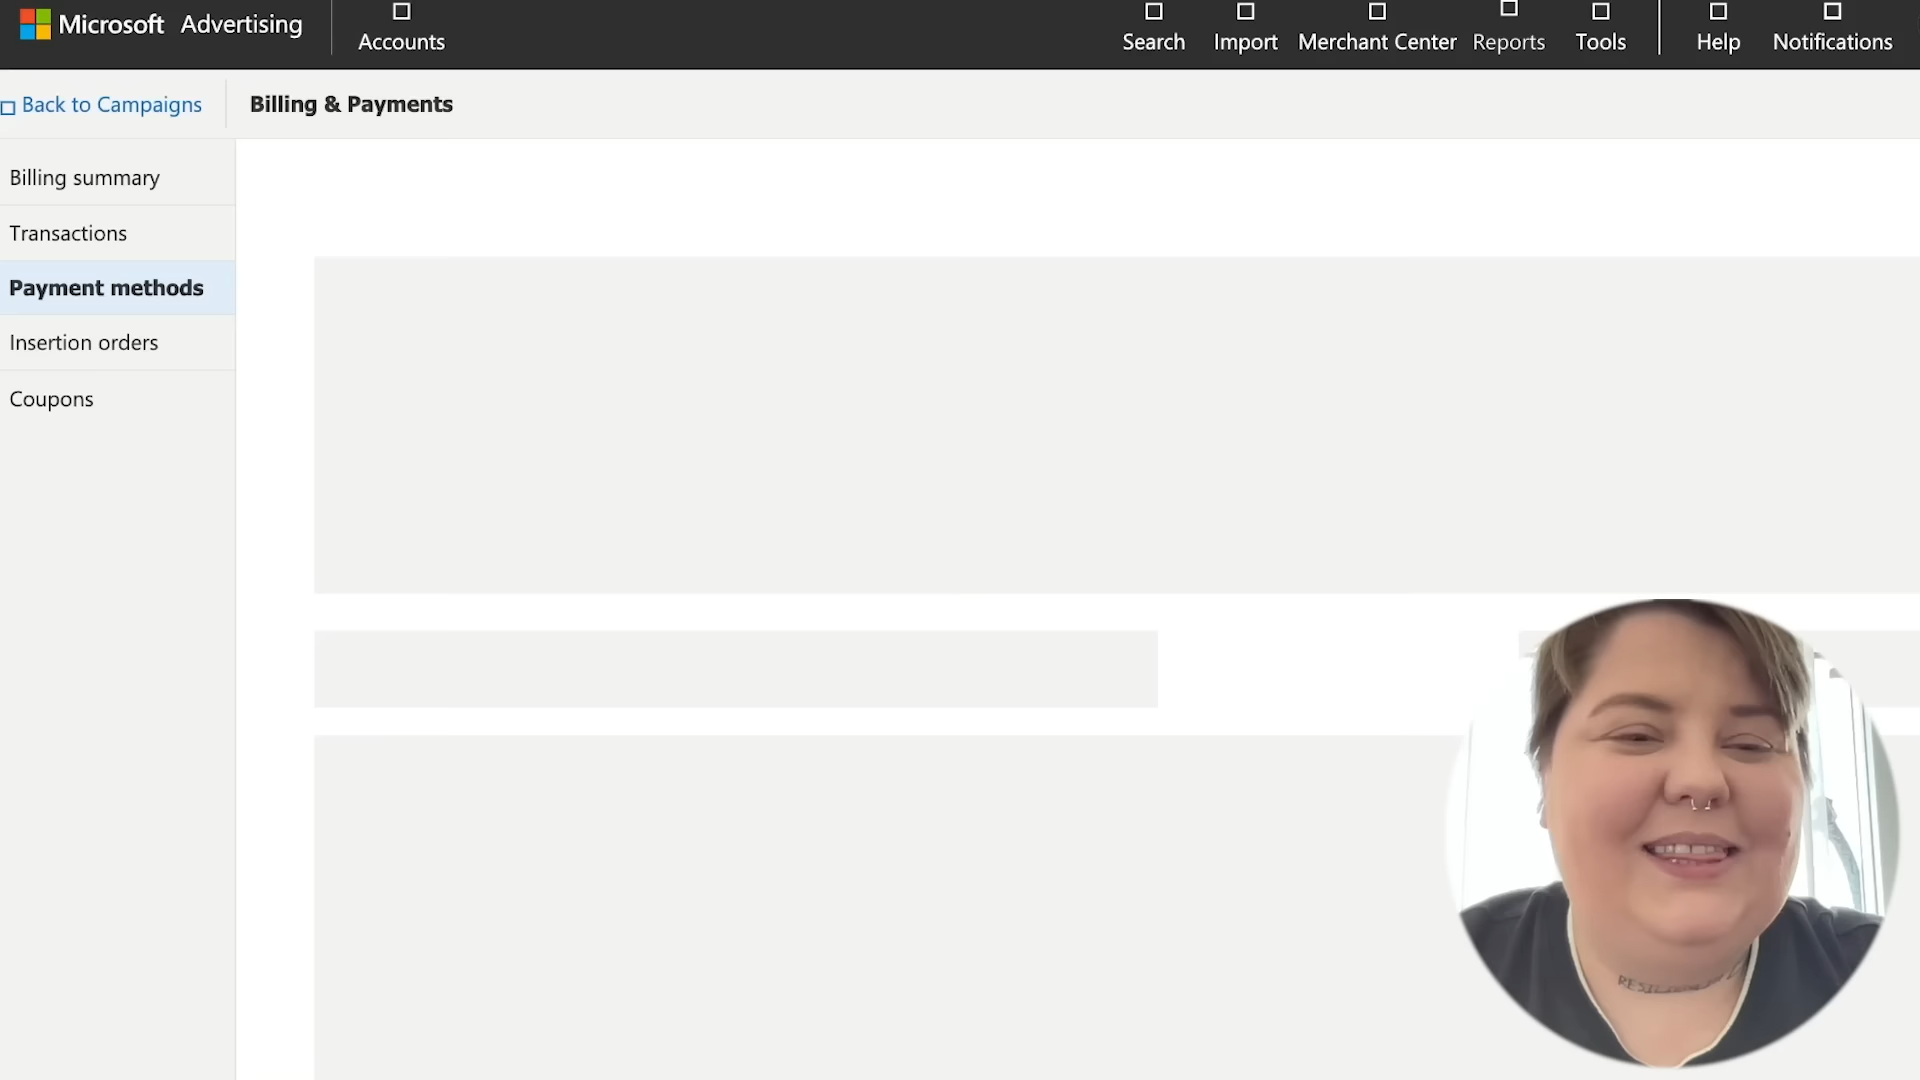 Microsoft Advertising
Accounts
Search
Import
Merchant Center
Reports
Tools
Help
Notifications
Back to Campaigns
Billing & Payments
Billing summary
Transactions
Payment methods
Insertion orders
Coupons